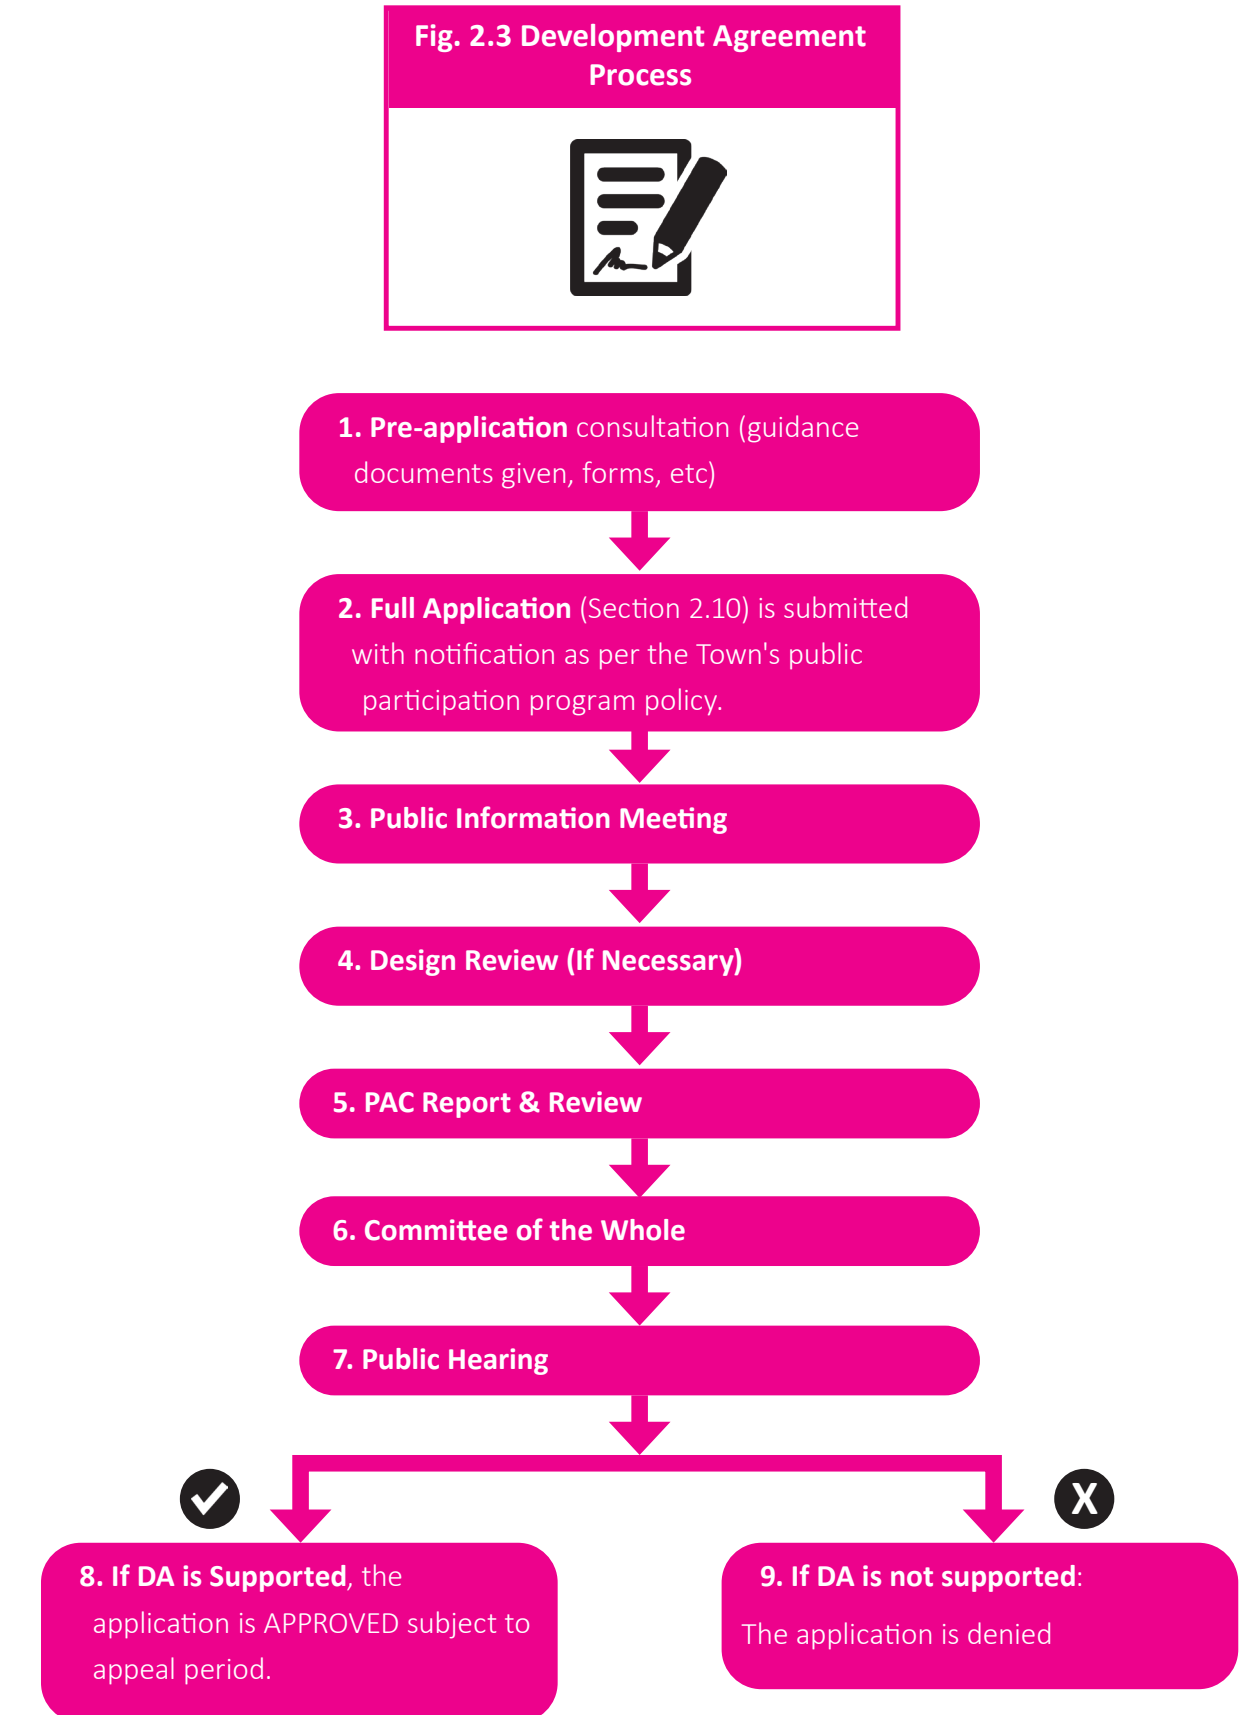 Fig. 2.3 Development Agreement
Process
1. Pre-application consultation (guidance
documents given, forms, etc)
2. Full Application (Section 2.10) is submitted
with notification as per the Town's public
participation program policy.
3. Public Information Meeting
4. Design Review (If Necessary)
5. PAC Report & Review
6. Committee of the Whole
7. Public Hearing
X
8. If DA is Supported, the
application is APPROVED subject to
appeal period.
9. If DA is not supported:
The application is denied